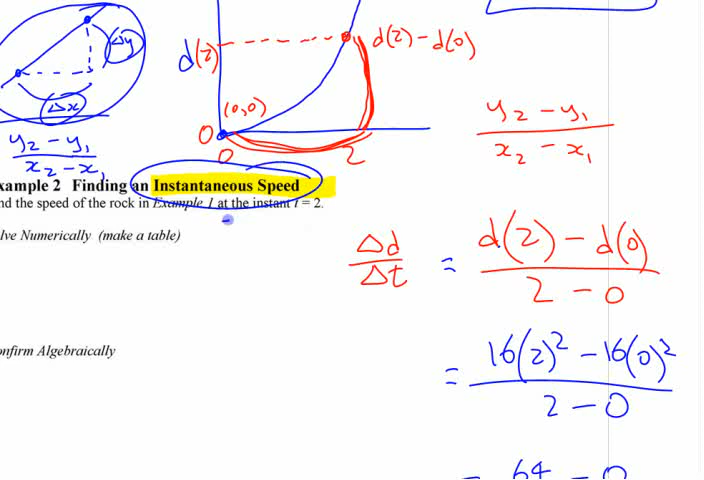 Δy
d(2)
d(2) - d(0)
Δx
(0,0)
y₂ - y₁
x₂ - x₁
0
0
2
y₂ - y₁
x₂ - x₁
xample 2 Finding an Instantaneous Speed
nd the speed of the rock in Example 1 at the instant t = 2.
lve Numerically (make a table)
Δd
Δt
= d(2) - d(0)
2 - 0
onfirm Algebraically
= 16(2)² - 16(0)²
2 - 0
= 64 - 0